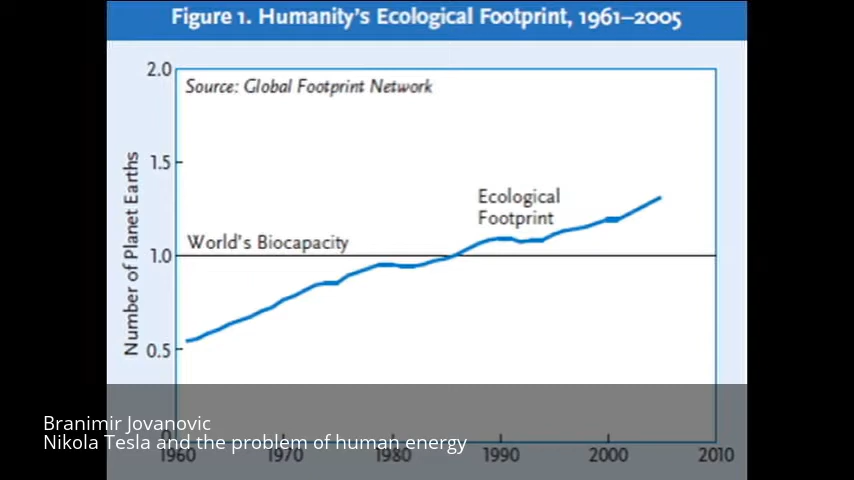 Figure 1. Humanity's Ecological Footprint, 1961–2005
2.0
Source: Global Footprint Network
1.5
Ecological
Footprint
World's Biocapacity
1.0
Number of Planet Earths
0.5
0
Branimir Jovanovic
Nikola Tesla and the problem of human energy
1960 1970 1980 1990 2000 2010